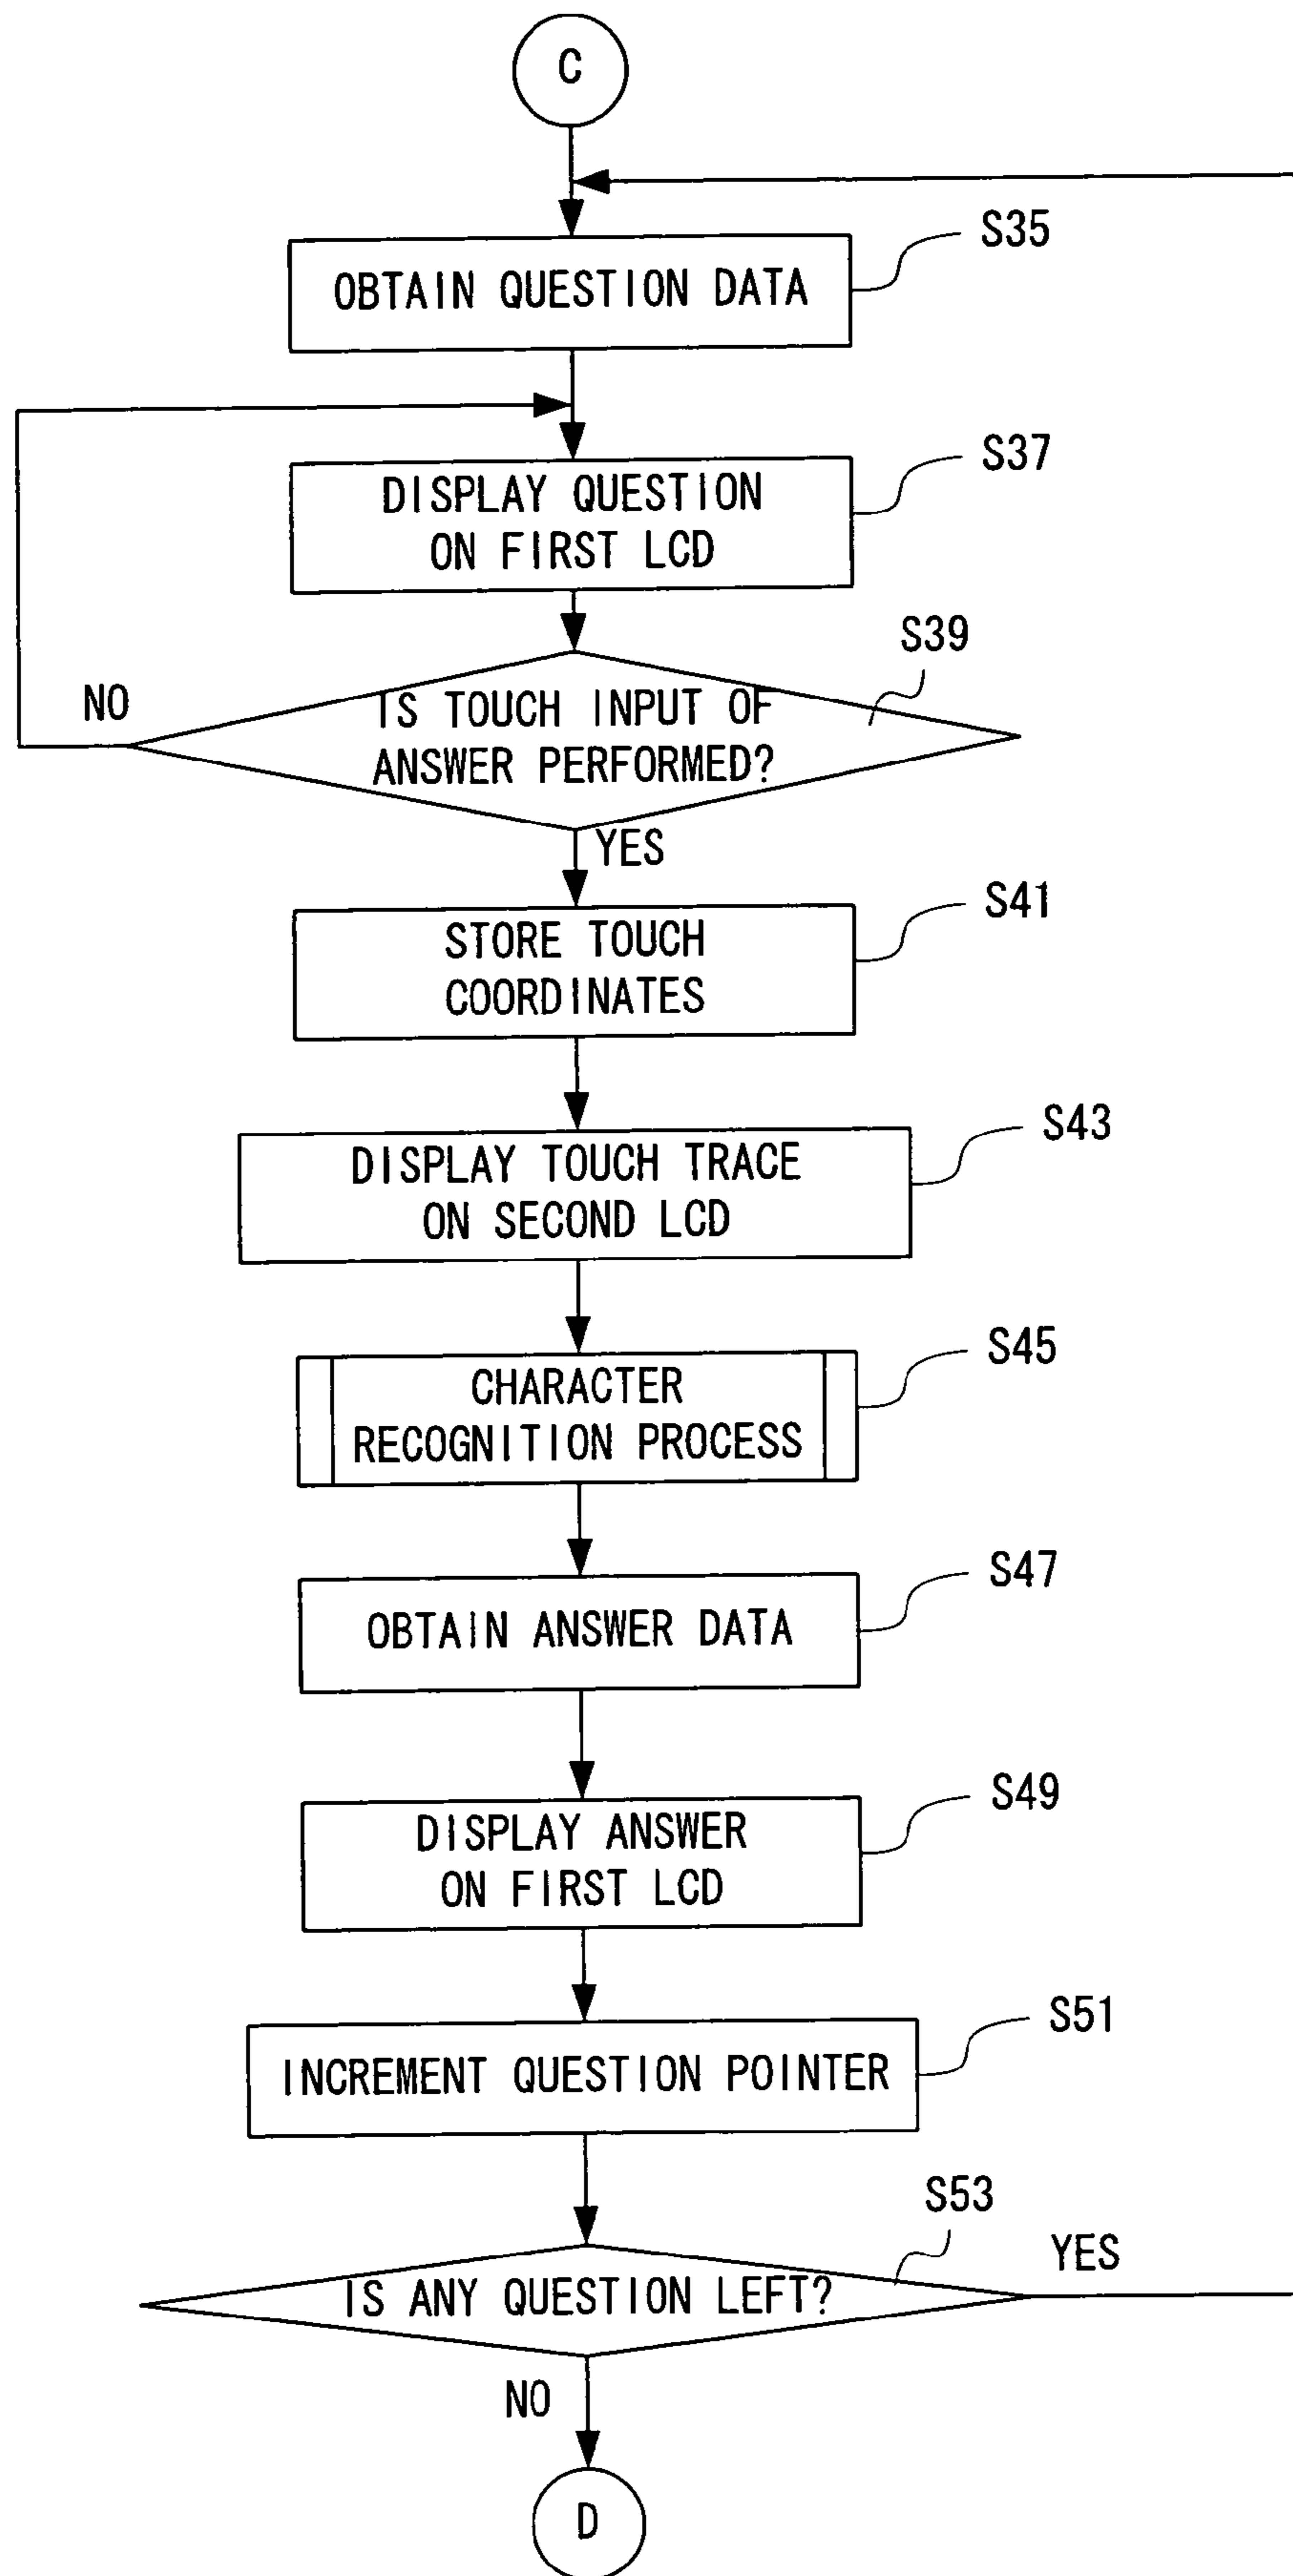 C
S35
OBTAIN QUESTION DATA
S37
DISPLAY QUESTION
ON FIRST LCD
S39
NO
IS TOUCH INPUT OF
ANSWER PERFORMED?
YES
S41
STORE TOUCH
COORDINATES
S43
DISPLAY TOUCH TRACE
ON SECOND LCD
S45
CHARACTER
RECOGNITION PROCESS
S47
OBTAIN ANSWER DATA
S49
DISPLAY ANSWER
ON FIRST LCD
S51
INCREMENT QUESTION POINTER
S53
YES
IS ANY QUESTION LEFT?
NO
D